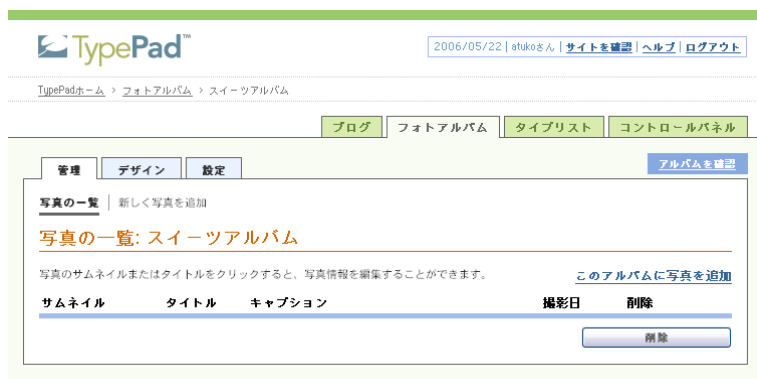 TypePad™
2006/05/22 | atukoさん | サイトを確認 | ヘルプ | ログアウト
TypePadホーム > フォトアルバム > スイーツアルバム
ブログ フォトアルバム タイプリスト コントロールパネル
管理 デザイン 設定 アルバムを確認
写真の一覧 | 新しく写真を追加
写真の一覧: スイーツアルバム
写真のサムネイルまたはタイトルをクリックすると、写真情報を編集することができます。 このアルバムに写真を追加
サムネイル タイトル キャプション 撮影日 削除
削除